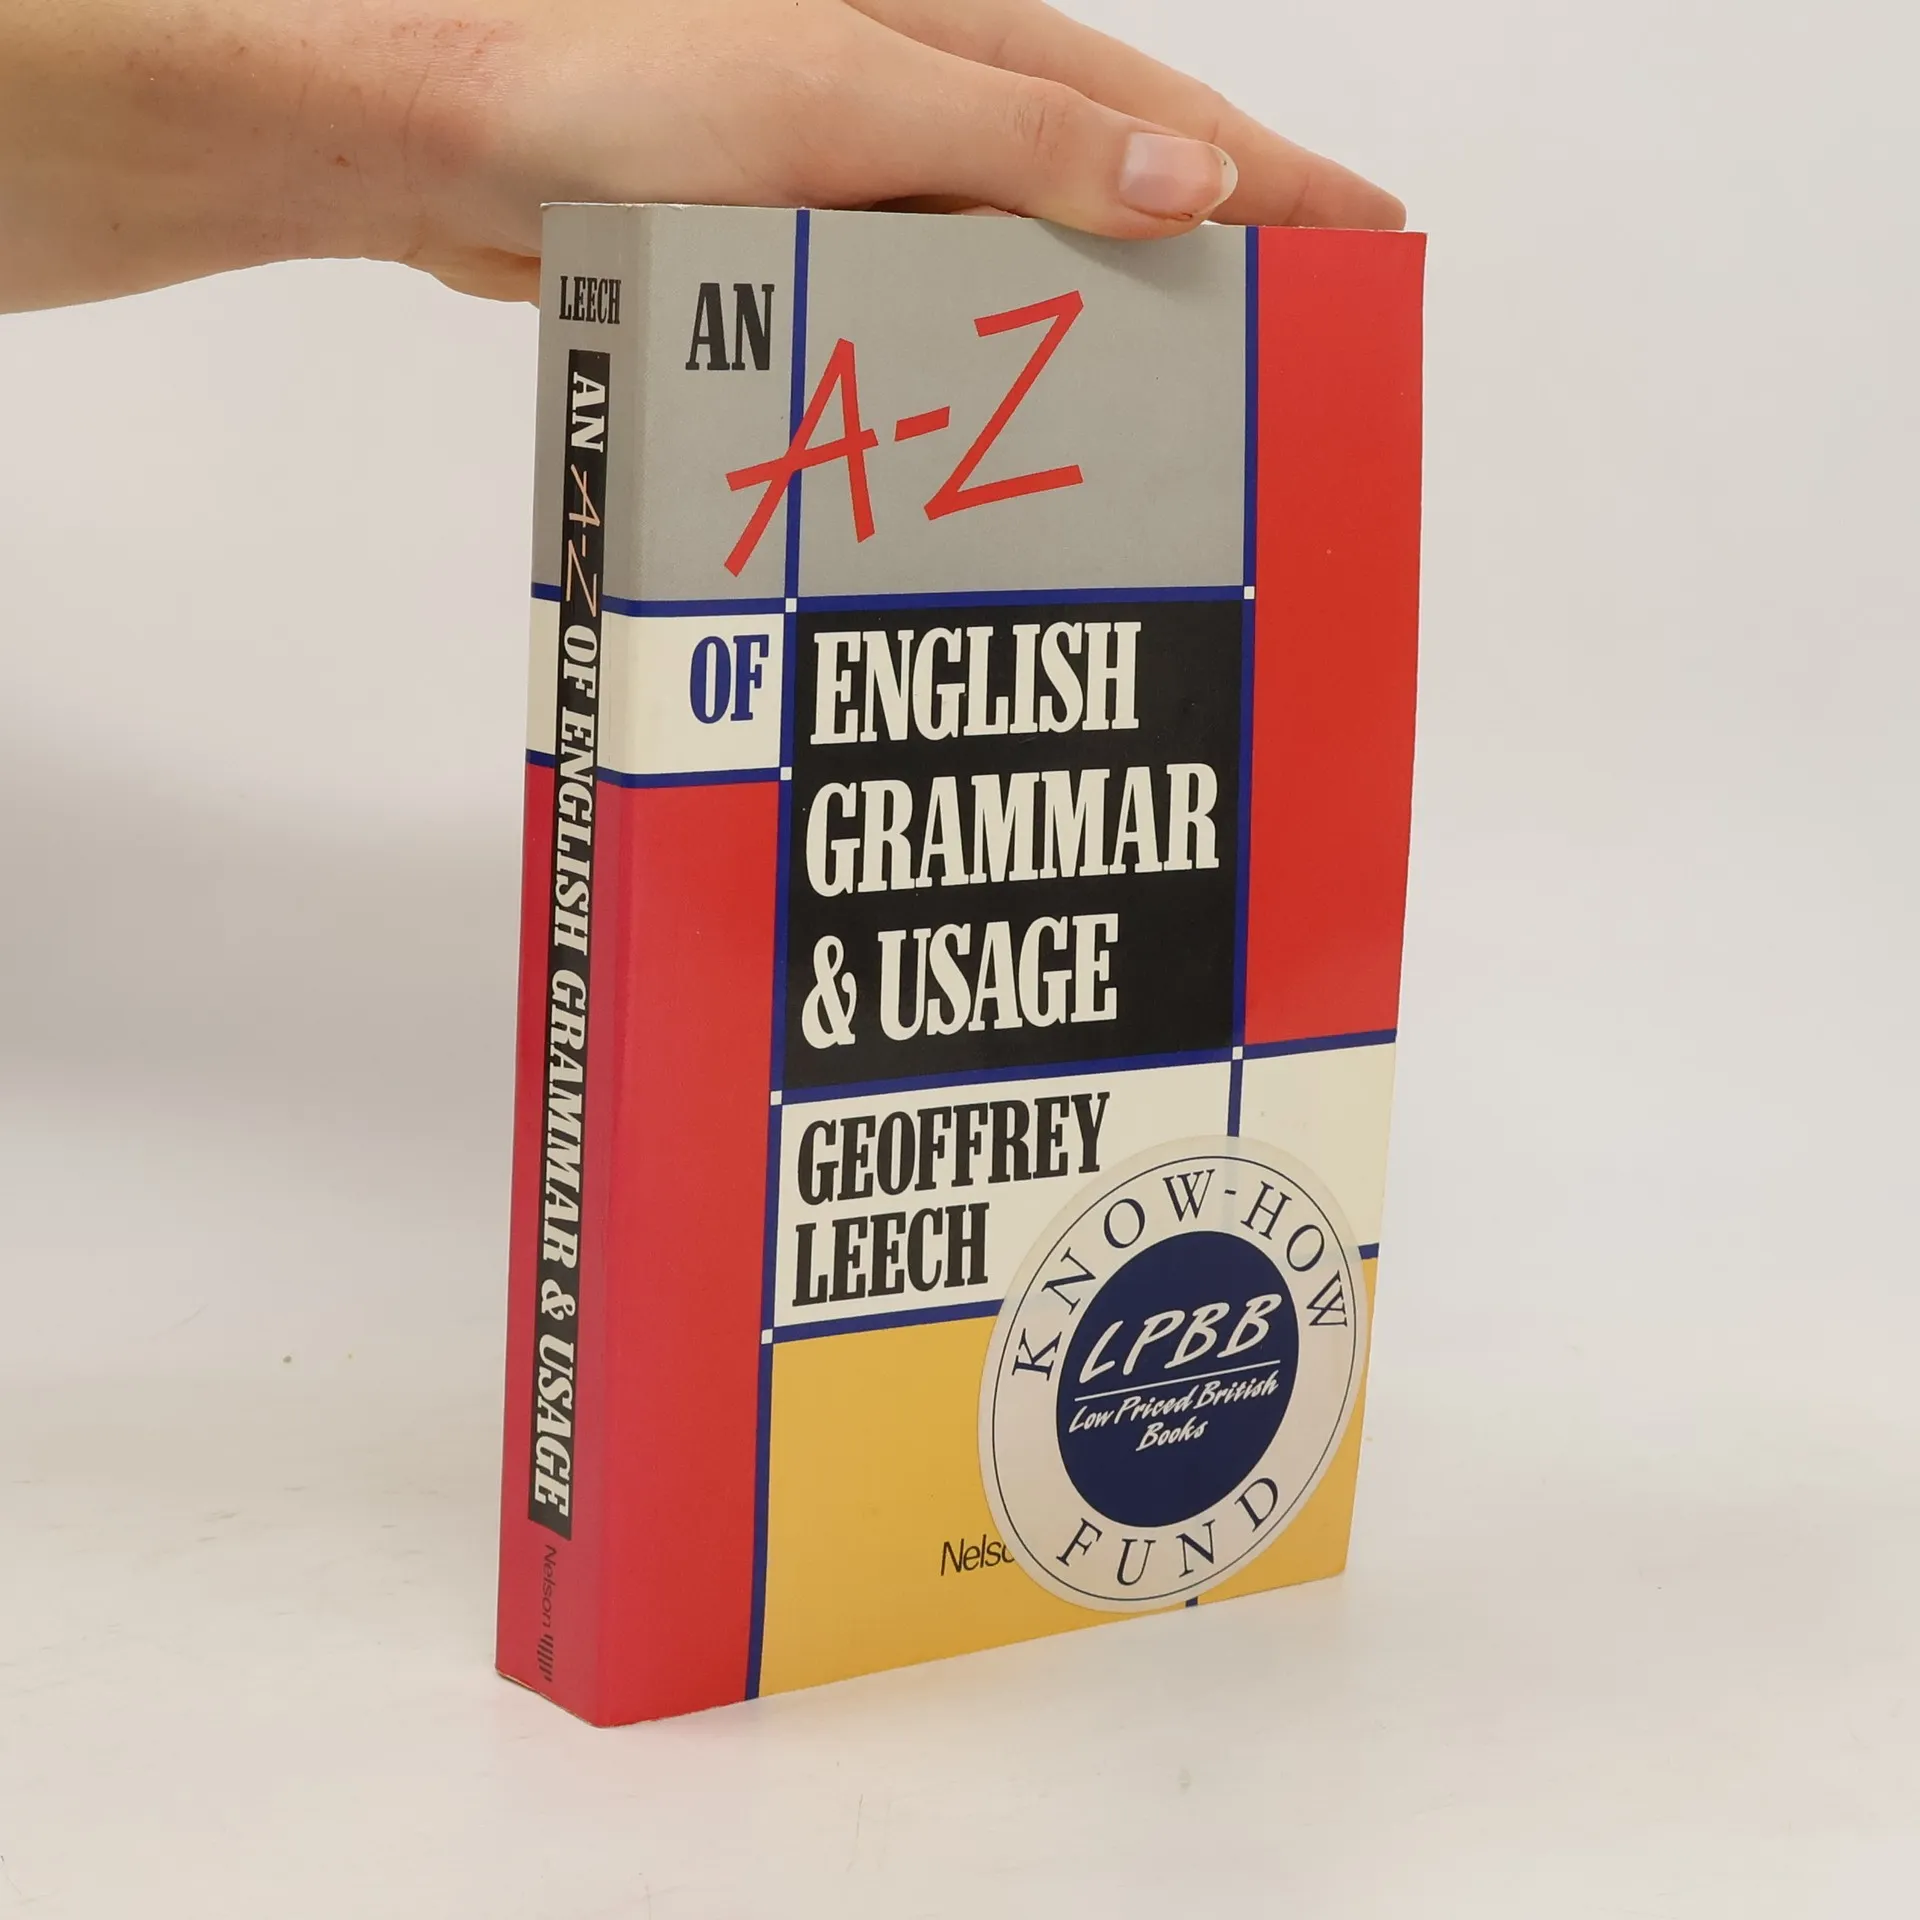 LEECH
AN A-Z OF ENGLISH GRAMMAR & USAGE
Nelson
AN
A-Z
OF ENGLISH
GRAMMAR
& USAGE
GEOFFREY
LEECH
KNOW-HOW
LPBB
Low Priced British
Books
FUND
Nelso